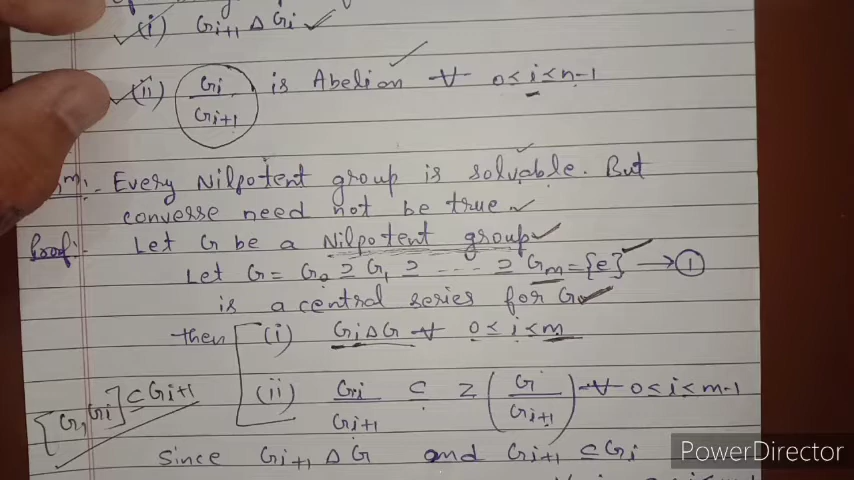 (i) Gi+1 Δ Gi ✓
(ii) Gi/Gi+1 is Abelian ∀ 0≤i≤n-1
Every Nilpotent group is solvable. But
converse need not be true
Proof:- Let G be a Nilpotent group
Let G = G₀ ⊇ G₁ ⊇ ---- ⊇ Gm = {e} → ①
is a central series for G
then (i) Gi Δ G ∀ 0≤i≤m
(ii) Gi/Gi+1 ⊆ Z(G/Gi+1) ∀ 0≤i≤m-1
[G, Gi] ⊆ Gi+1
Since Gi+1 Δ G and Gi+1 ⊆ Gi
PowerDirector